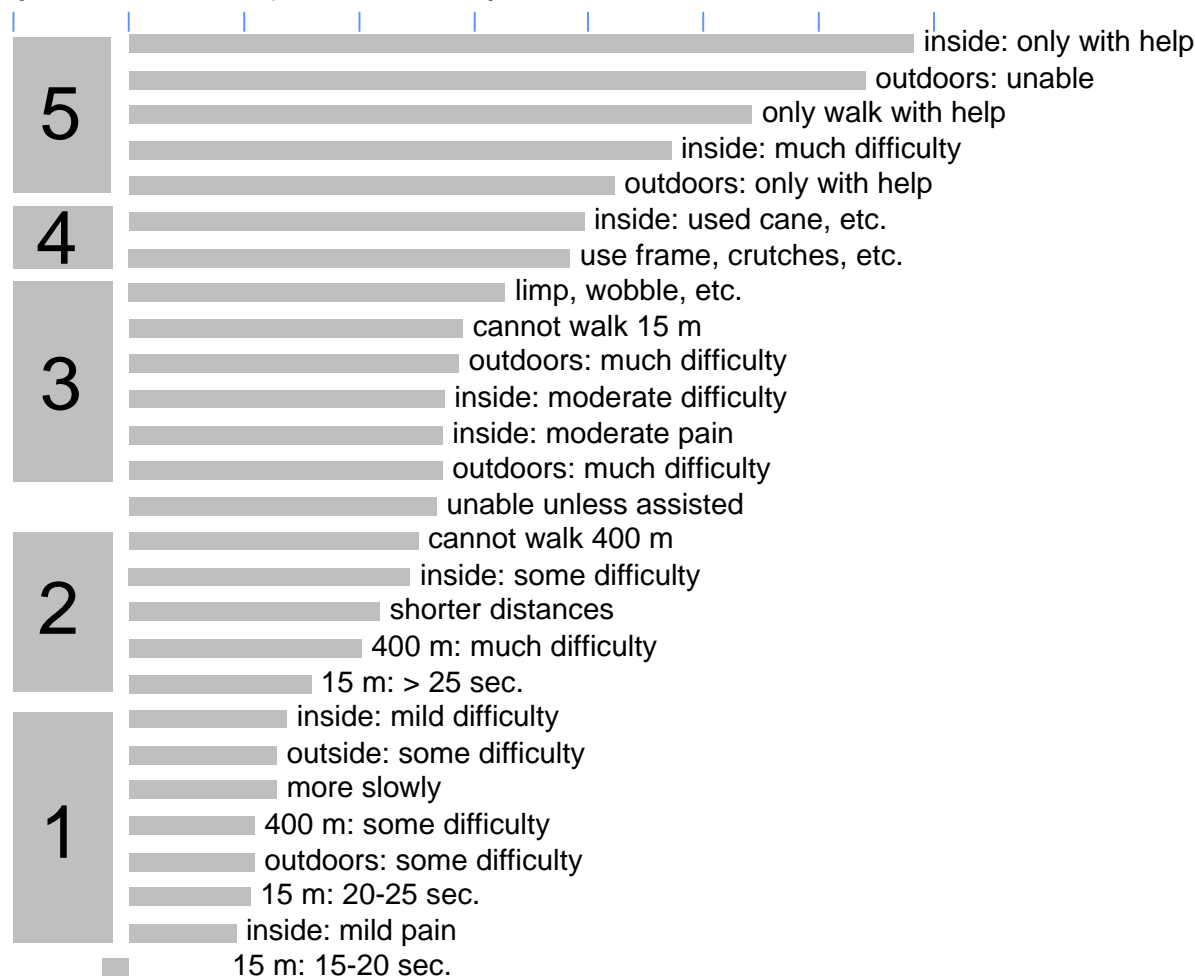 inside: only with help
5
outdoors: unable
only walk with help
inside: much difficulty
outdoors: only with help
4
inside: used cane, etc.
use frame, crutches, etc.
3
limp, wobble, etc.
cannot walk 15 m
outdoors: much difficulty
inside: moderate difficulty
inside: moderate pain
outdoors: much difficulty
unless assisted
2
cannot walk 400 m
inside: some difficulty
shorter distances
400 m: much difficulty
15 m: > 25 sec.
1
inside: mild difficulty
outside: some difficulty
more slowly
400 m: some difficulty
outdoors: some difficulty
15 m: 20-25 sec.
inside: mild pain
15 m: 15-20 sec.